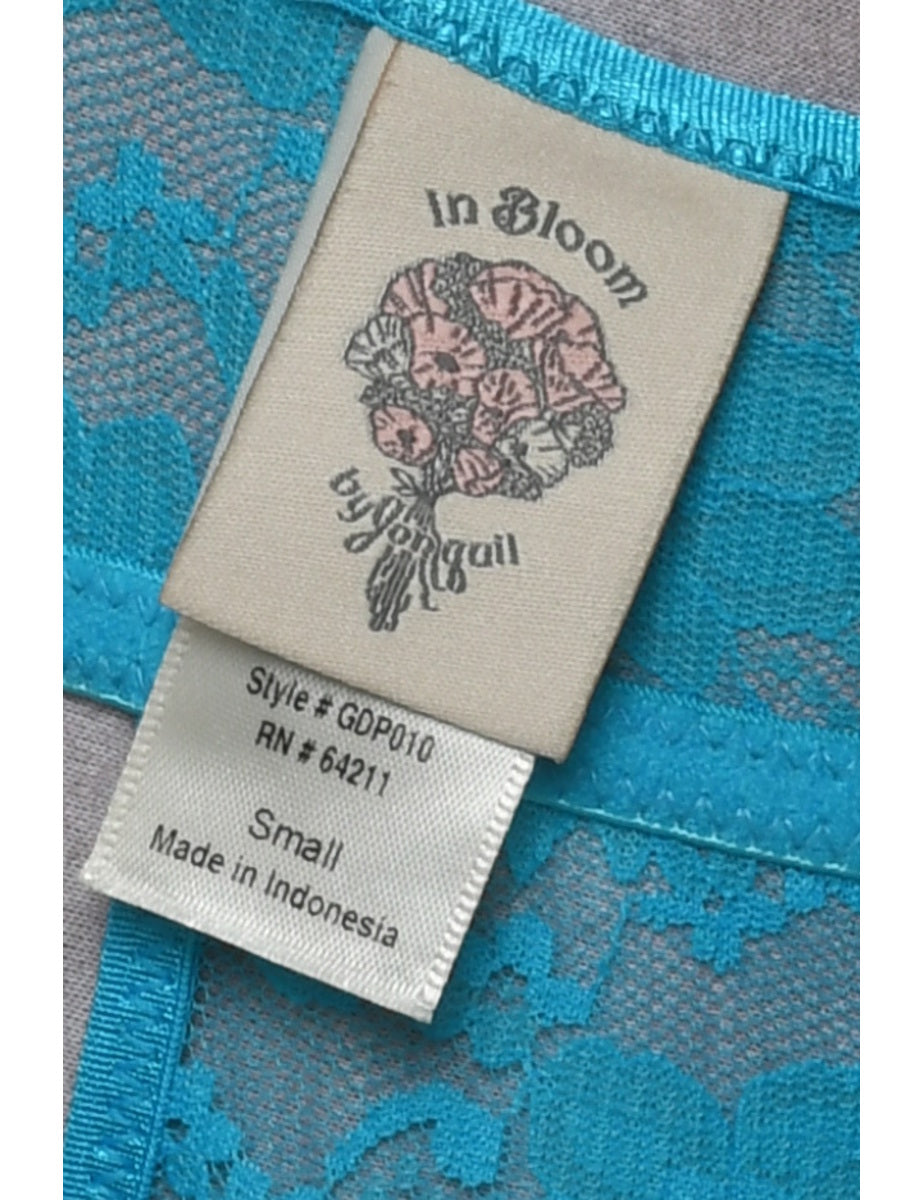 In Bloom
by Jonquil
Style # GDP010
RN # 64211
Small
Made in Indonesia